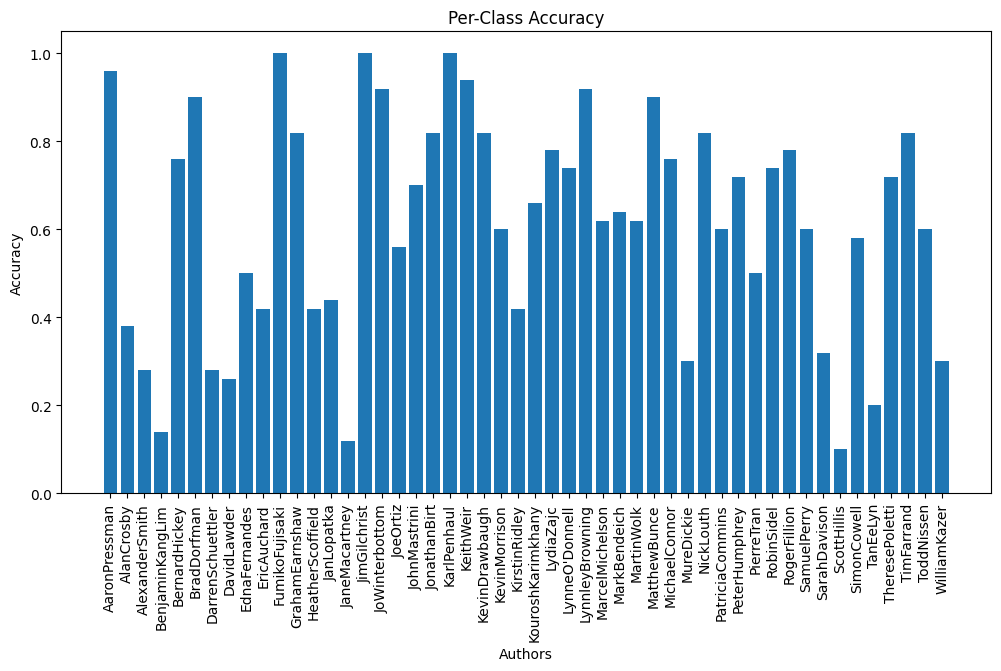 Per-Class Accuracy
Accuracy
1.0
0.8
0.6
0.4
0.2
0.0
AaronPressman
AlanCrosby
AlexanderSmith
BenjaminKangLim
BernardHickey
BradDorfman
DarrenSchuettler
DavidLawder
EdnaFernandes
EricAuchard
FumikoFujisaki
GrahamEarnshaw
HeatherScoffield
JanLopatka
JaneMacartney
JimGilchrist
JoWinterbottom
JoeOrtiz
JohnMastrini
JonathanBirt
KarlPenhaul
KeithWeir
KevinDrawbaugh
KevinMorrison
KirstinRidley
KouroshKarimkhany
LydiaZajc
LynneO'Donnell
LynnleyBrowning
MarcelMichelson
MarkBendeich
MartinWolk
MatthewBunce
MichaelConnor
MureDickie
NickLouth
PatriciaCommins
PeterHumphrey
PierreTran
RobinSidel
RogerFillion
SamuelPerry
SarahDavison
ScottHillis
SimonCowell
TanEeLyn
TheresePoletti
TimFarrand
ToddNissen
WilliamKazer
Authors